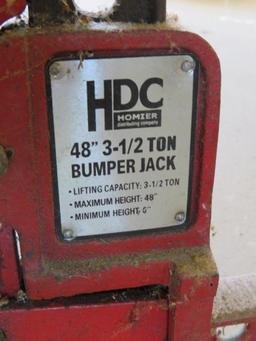 HDC
HOMIER
distributing company
48" 3-1/2 TON
BUMPER JACK
• LIFTING CAPACITY: 3-1/2 TON
• MAXIMUM HEIGHT: 48"
• MINIMUM HEIGHT: